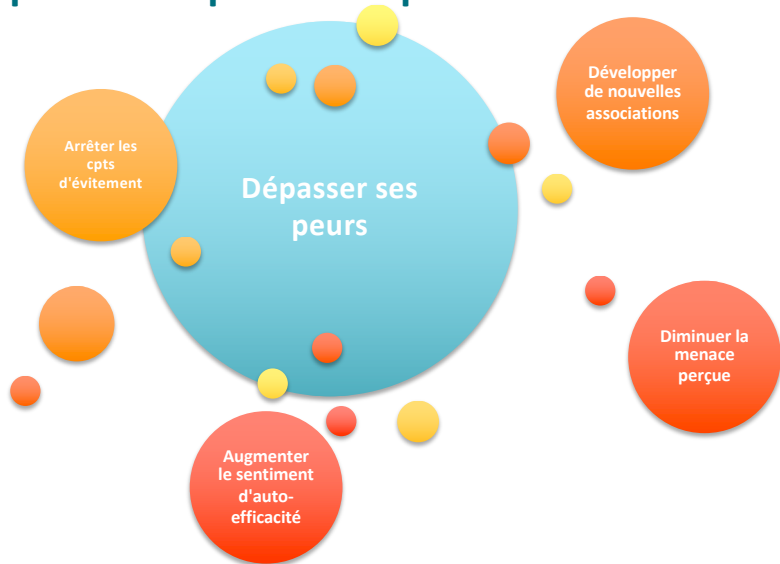 Développer
de nouvelles
associations
Arrêter les
cpts
d'évitement
Dépasser ses
peurs
Diminuer la
menace
perçue
Augmenter
le sentiment
d'auto-
efficacité